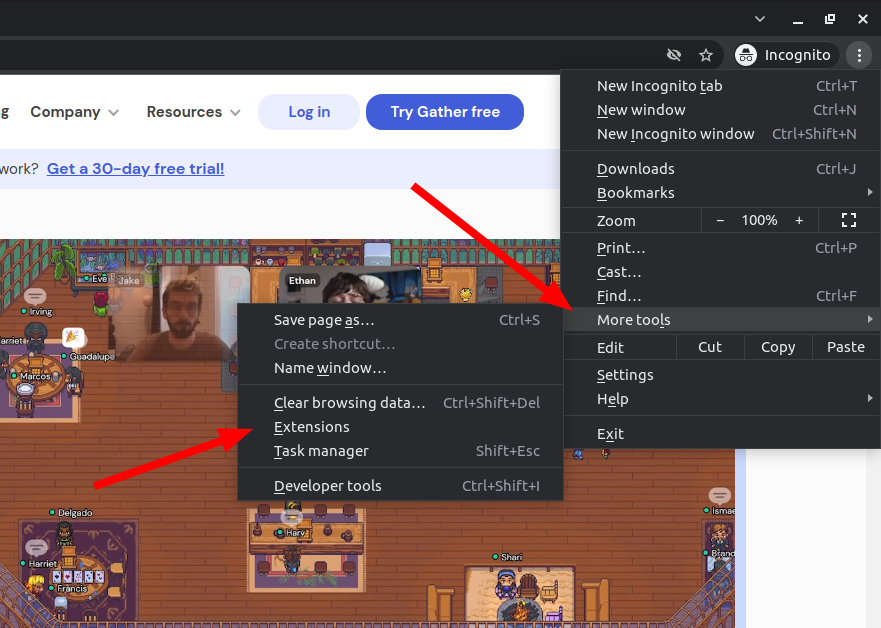 Incognito
g Company Resources Log in Try Gather free
work? Get a 30-day free trial!
New Incognito tab Ctrl+T
New window Ctrl+N
New Incognito window Ctrl+Shift+N
Downloads Ctrl+J
Bookmarks
Zoom − 100% +
Print... Ctrl+P
Cast...
Find... Ctrl+F
More tools
Edit Cut Copy Paste
Settings
Help
Exit
Save page as... Ctrl+S
Create shortcut...
Name window...
Clear browsing data... Ctrl+Shift+Del
Extensions
Task manager Shift+Esc
Developer tools Ctrl+Shift+I
Eve
Jake
Ethan
Irving
arriet
Guadalupe
Marcos
Delgado
Harriet
Francis
Harv
Shari
Ismae
Brand